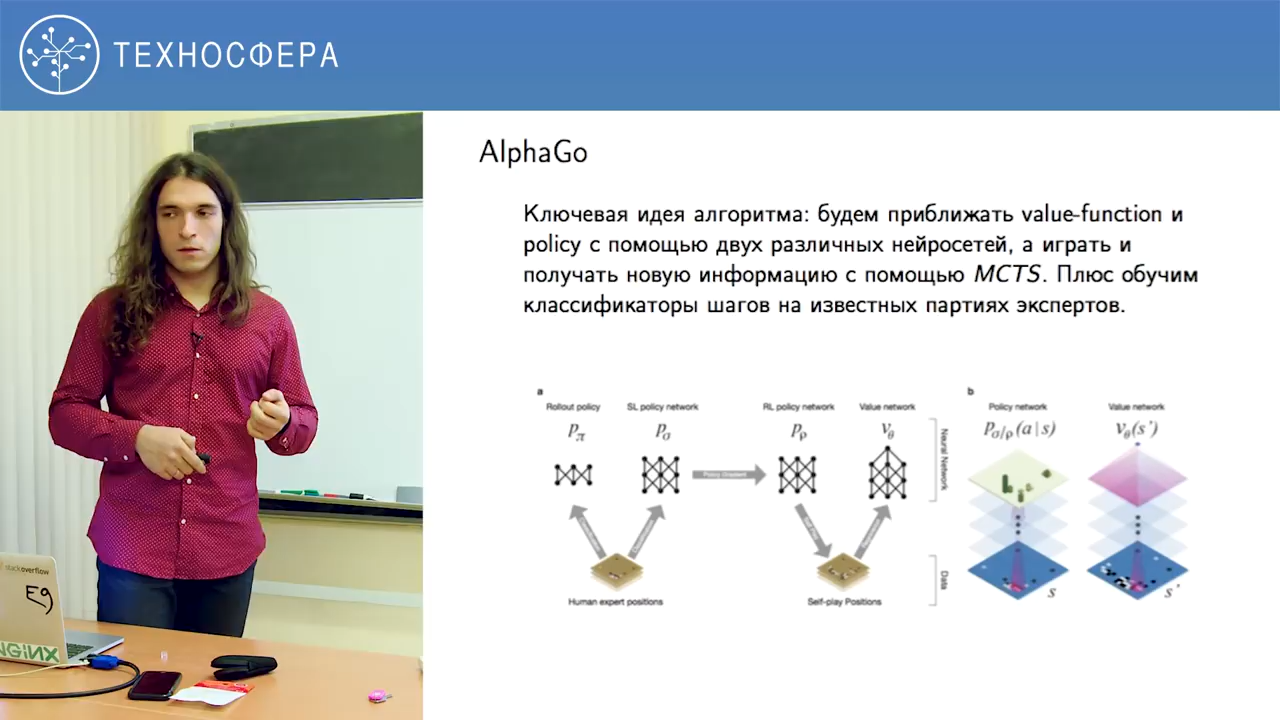 ТЕХНОСФЕРА
AlphaGo
Ключевая идея алгоритма: будем приближать value-function и
policy с помощью двух различных нейросетей, а играть и
получать новую информацию с помощью MCTS. Плюс обучим
классификаторы шагов на известных партиях экспертов.
a
Rollout policy SL policy network RL policy network Value network
pπ pσ pρ vθ
Policy Gradient
Self Play
Neural Network
Data
Human expert positions Self-play Positions
b
Policy network Value network
pσ/ρ(a|s) vθ(s')
s s'
stackoverflow
E9
NGINX